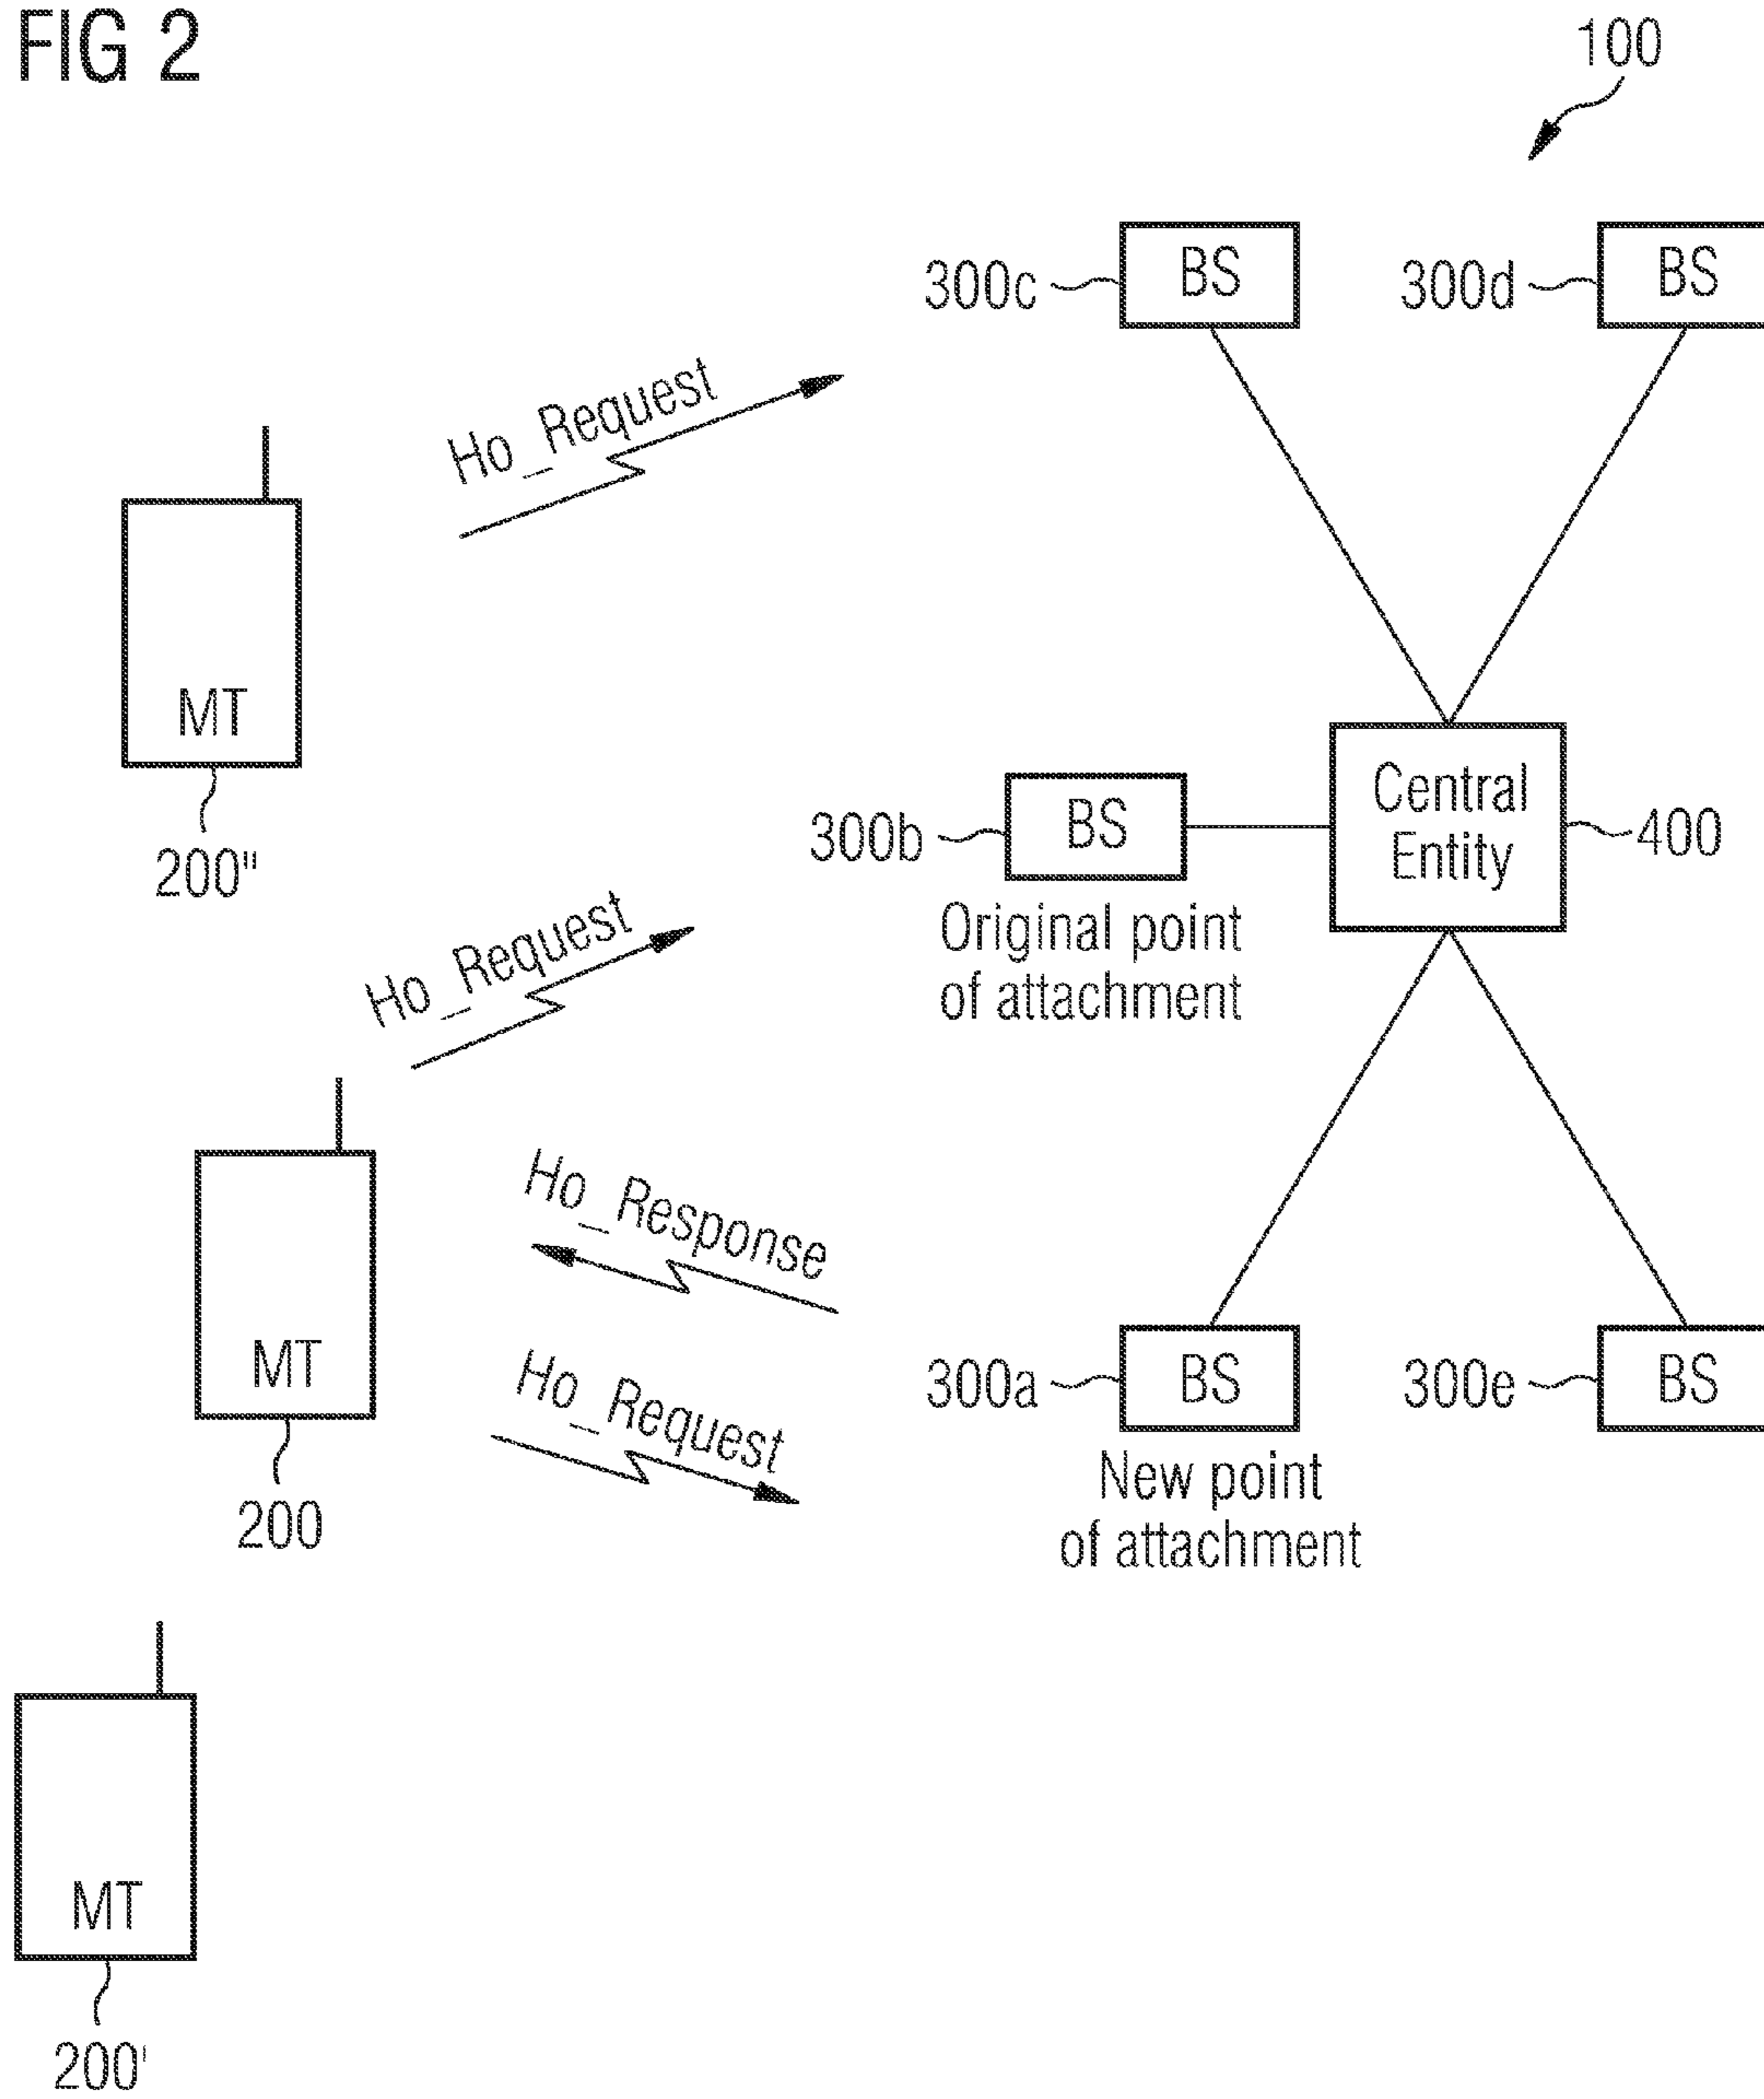 FIG 2
100
300c
BS
300d
BS
Ho_Request
MT
200"
300b
BS
Central
Entity
400
Original point
of attachment
Ho_Request
MT
200
Ho_Response
Ho_Request
300a
BS
300e
BS
New point
of attachment
MT
200'